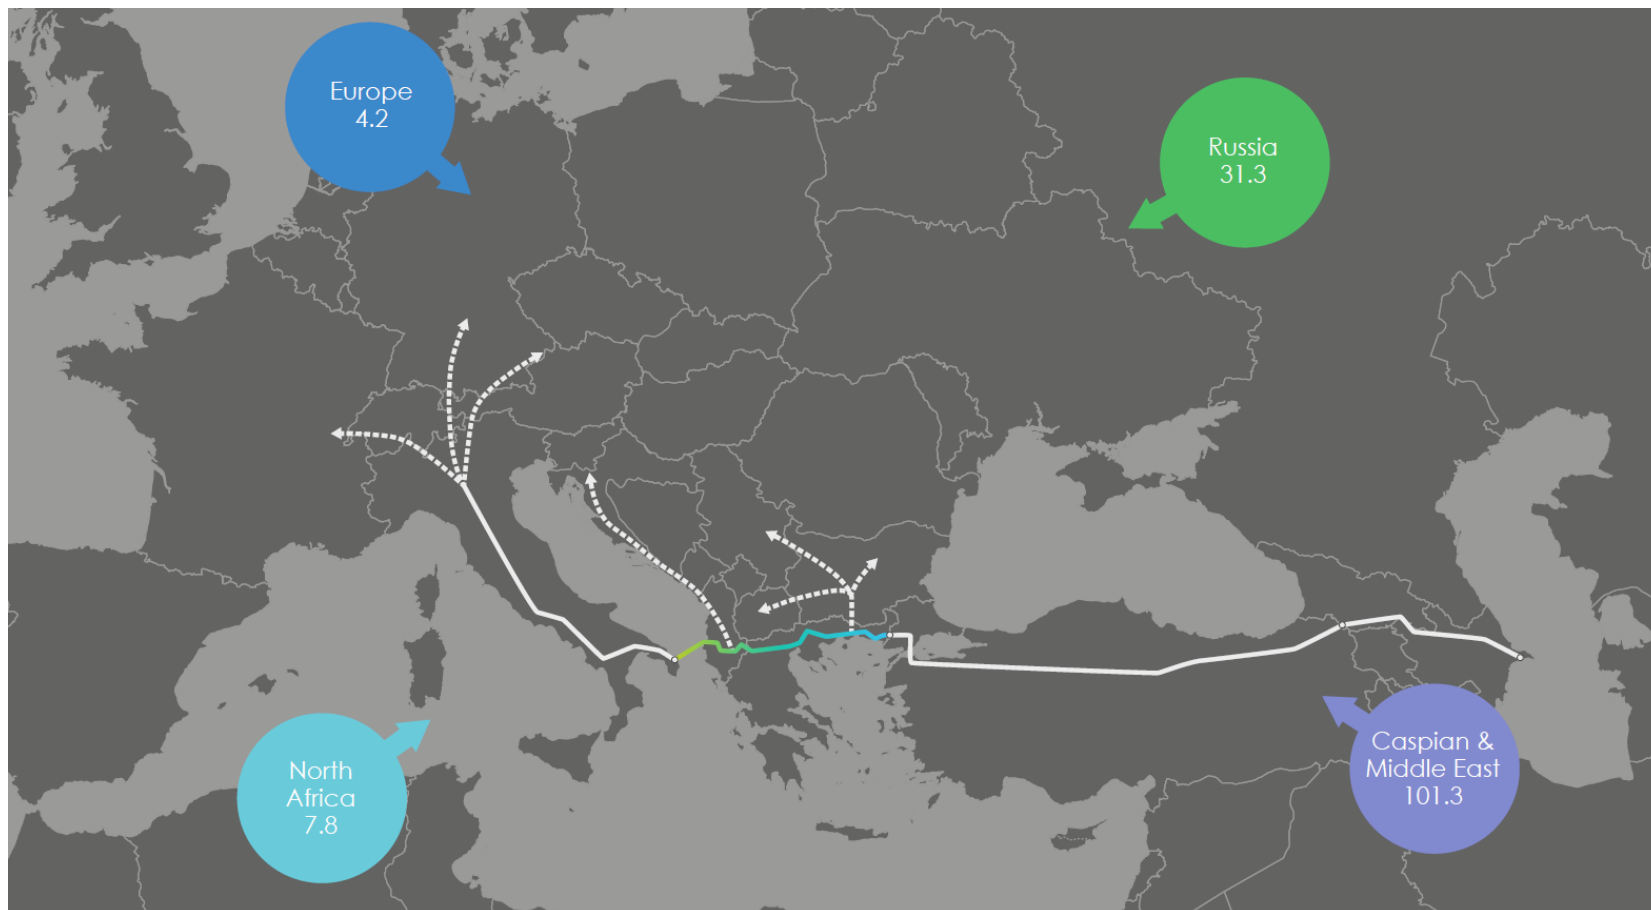 Europe
4.2
Russia
31.3
North
Africa
7.8
Caspian &
Middle East
101.3